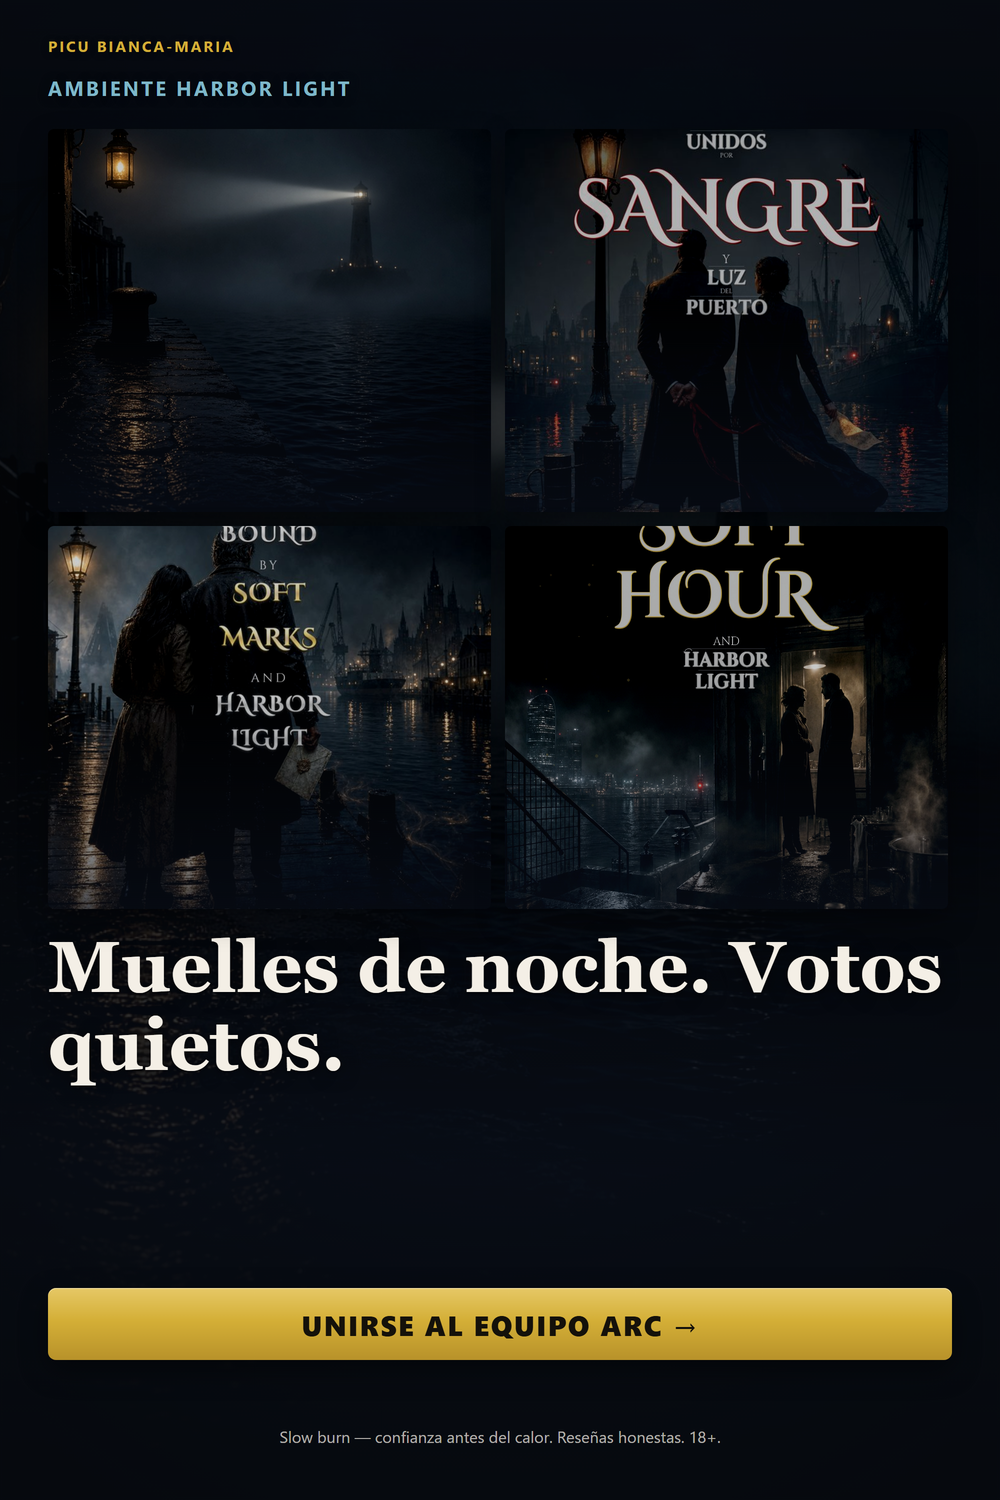 PICU BIANCA-MARIA
AMBIENTE HARBOR LIGHT
UNIDOS
POR
SANGRE
Y
LUZ
DEL
PUERTO
BOUND
BY
SOFT
MARKS
AND
HARBOR
LIGHT
SOFT
HOUR
AND
HARBOR
LIGHT
Muelles de noche. Votos
quietos.
UNIRSE AL EQUIPO ARC →
Slow burn — confianza antes del calor. Reseñas honestas. 18+.